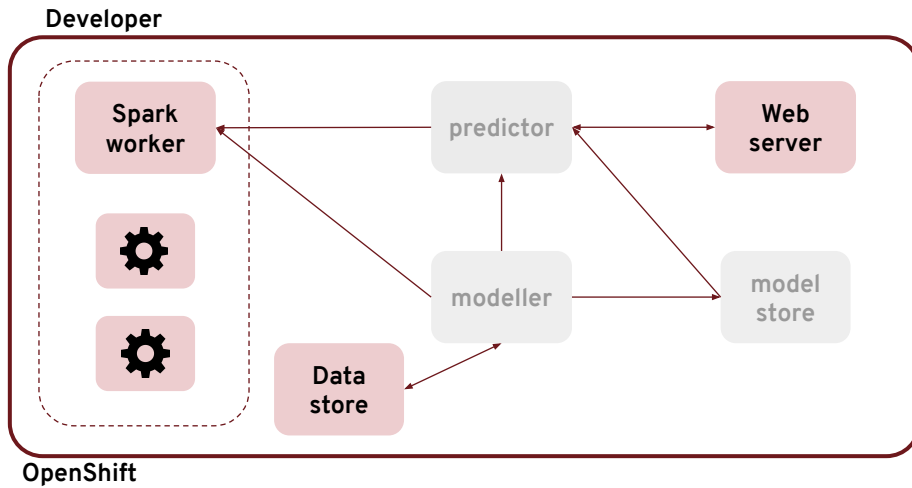 Developer
Spark
worker
predictor
Web
server
modeller
model
store
Data
store
OpenShift